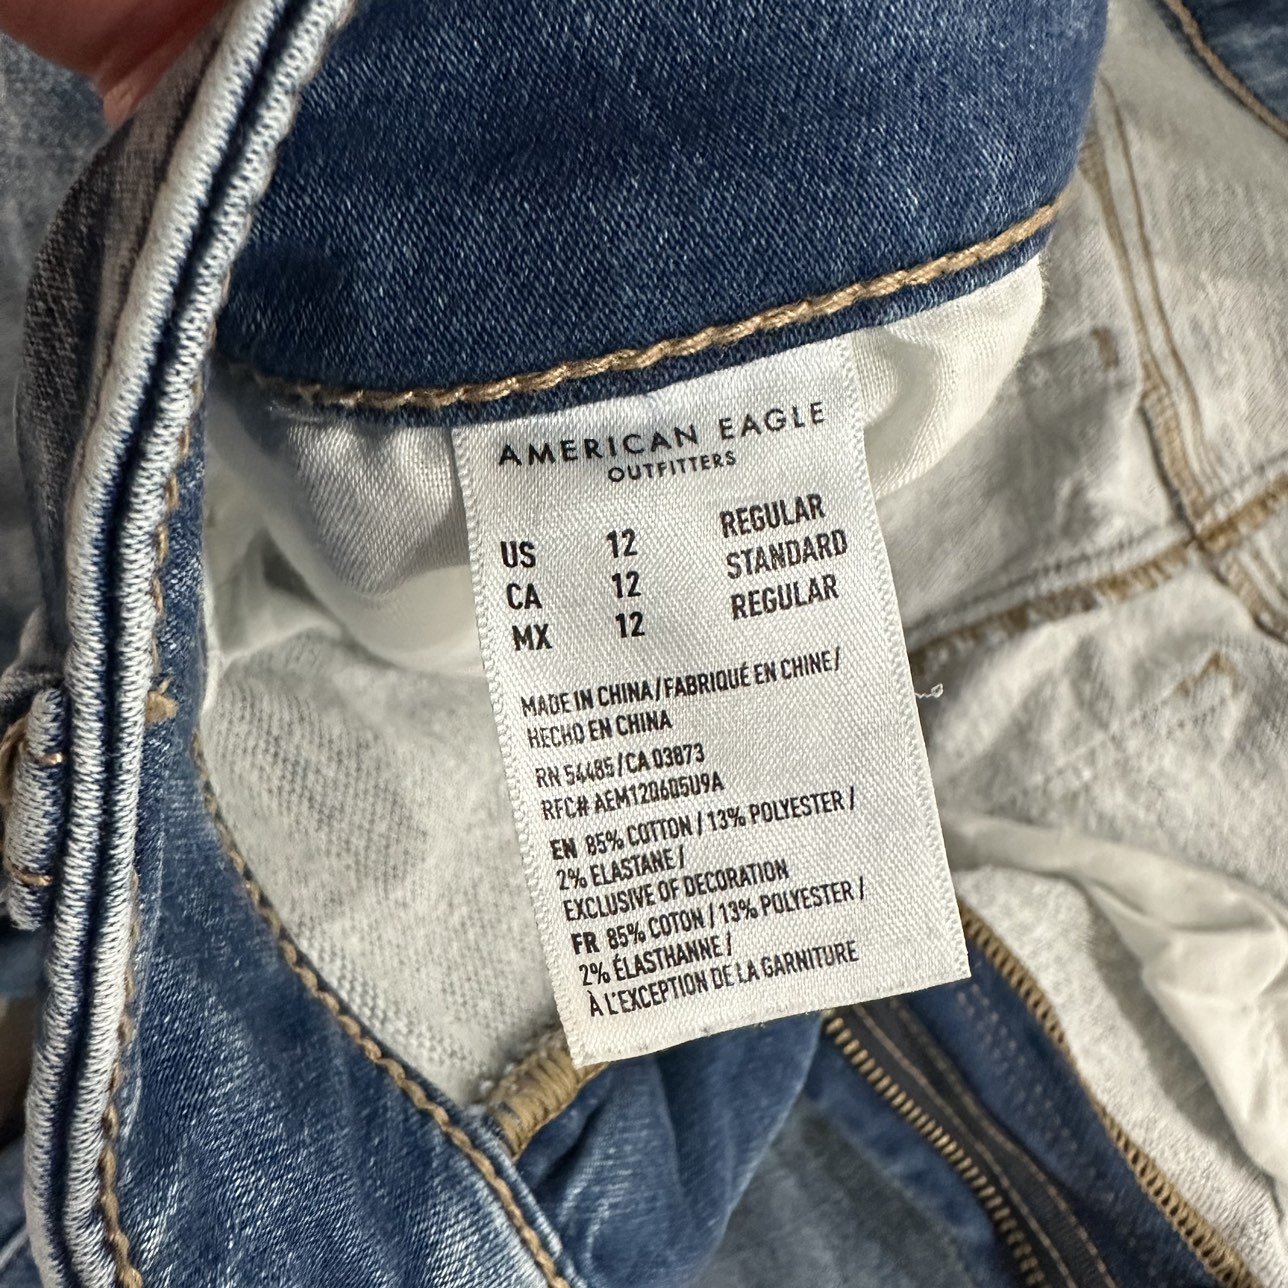 AMERICAN EAGLE
OUTFITTERS
US 12 REGULAR
CA 12 STANDARD
MX 12 REGULAR
MADE IN CHINA/FABRIQUÉ EN CHINE/
HECHO EN CHINA
RN 54485/CA 03873
RFC# AEM120605U9A
EN 85% COTTON / 13% POLYESTER /
2% ELASTANE/
EXCLUSIVE OF DECORATION
FR 85% COTON / 13% POLYESTER /
2% ÉLASTHANNE/
À L'EXCEPTION DE LA GARNITURE